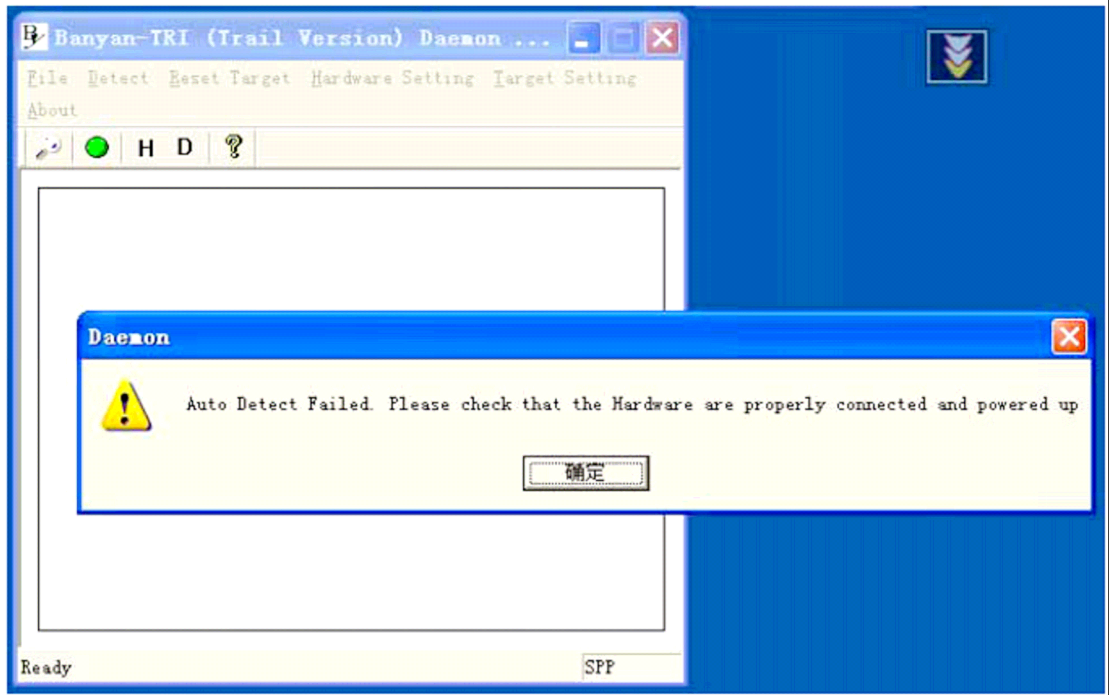 Banyan-TRI (Trail Version) Daemon ...
File Detect Reset Target Hardware Setting Target Setting
About
H D ?
Daemon
Auto Detect Failed. Please check that the Hardware are properly connected and powered up
确定
Ready SPP